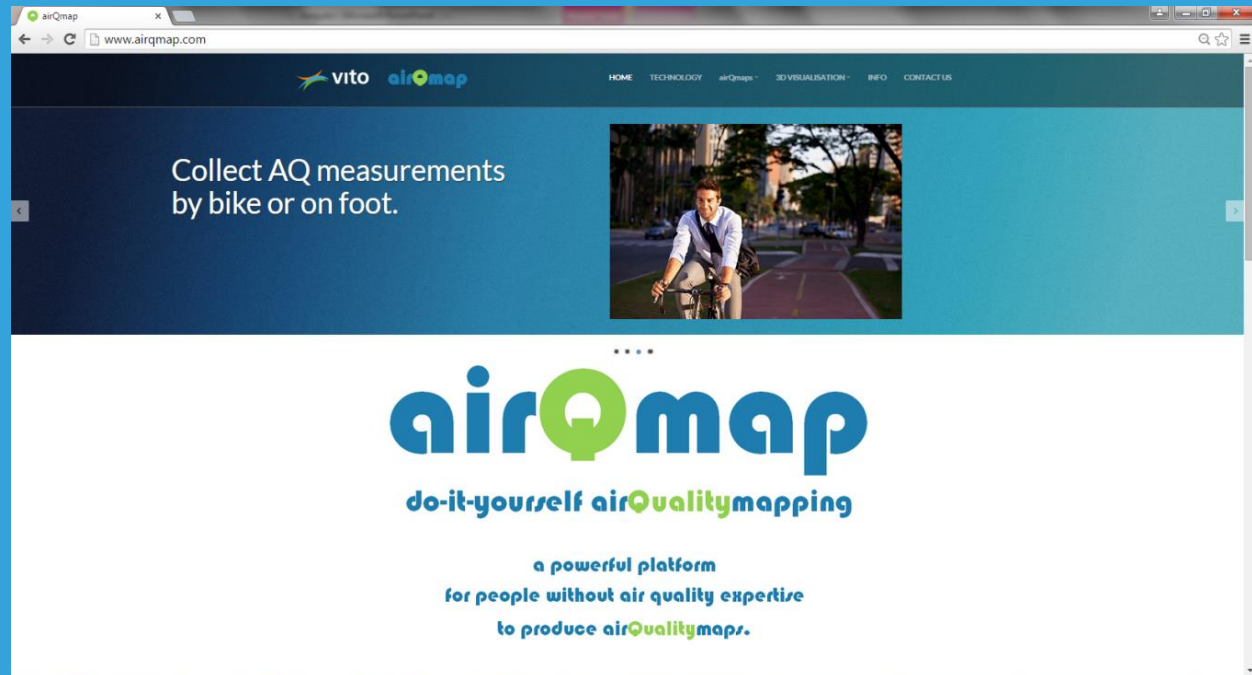 airQmap
www.airqmap.com
vito airQmap HOME TECHNOLOGY airQmaps 3D VISUALISATION INFO CONTACT US
Collect AQ measurements
by bike or on foot.
airQmap
do-it-yourself airQualitymapping
a powerful platform
for people without air quality expertise
to produce airQualitymaps.